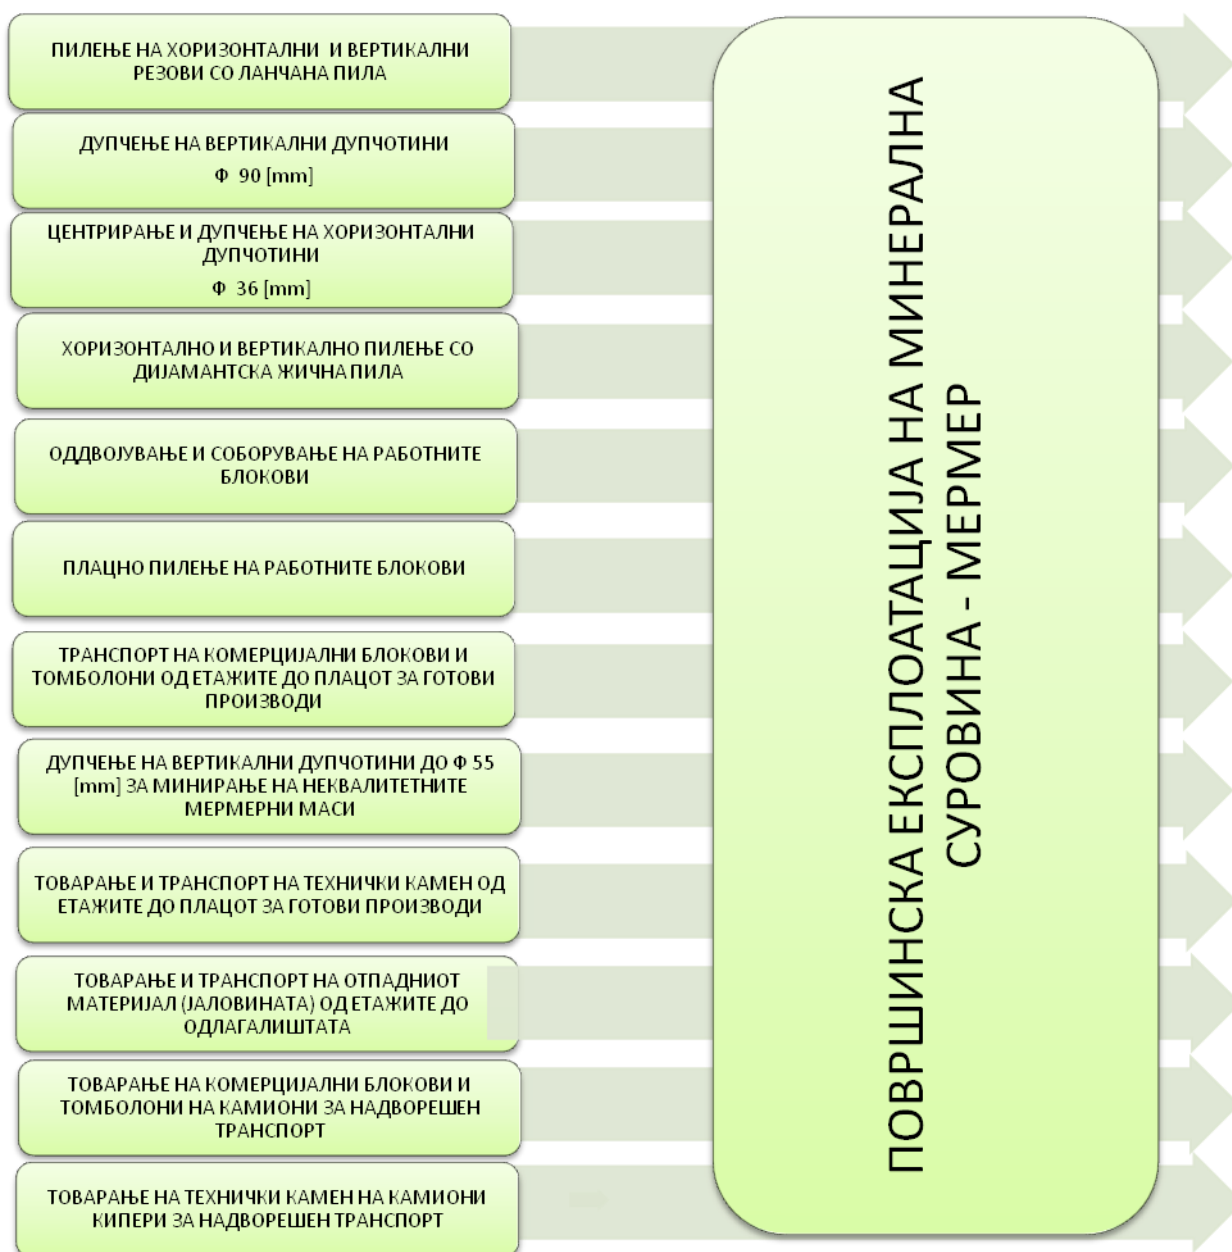 ПИЛЕЊЕ НА ХОРИЗОНТАЛНИ И ВЕРТИКАЛНИ
РЕЗОВИ СО ЛАНЧАНА ПИЛА
ДУПЧЕЊЕ НА ВЕРТИКАЛНИ ДУПЧОТИНИ
Φ 90 [mm]
ЦЕНТРИРАЊЕ И ДУПЧЕЊЕ НА ХОРИЗОНТАЛНИ
ДУПЧОТИНИ
Φ 36 [mm]
ХОРИЗОНТАЛНО И ВЕРТИКАЛНО ПИЛЕЊЕ СО
ДИЈАМАНТСКА ЖИЧНА ПИЛА
ОДДВОЈУВАЊЕ И СОБОРУВАЊЕ НА РАБОТНИТЕ
БЛОКОВИ
ПЛАЦНО ПИЛЕЊЕ НА РАБОТНИТЕ БЛОКОВИ
ТРАНСПОРТ НА КОМЕРЦИЈАЛНИ БЛОКОВИ И
ТОМБОЛОНИ ОД ЕТАЖИТЕ ДО ПЛАЦОТ ЗА ГОТОВИ
ПРОИЗВОДИ
ДУПЧЕЊЕ НА ВЕРТИКАЛНИ ДУПЧОТИНИ ДО Φ 55
[mm] ЗА МИНИРАЊЕ НА НЕКВАЛИТЕТНИТЕ
МЕРМЕРНИ МАСИ
ТОВАРАЊЕ И ТРАНСПОРТ НА ТЕХНИЧКИ КАМЕН ОД
ЕТАЖИТЕ ДО ПЛАЦОТ ЗА ГОТОВИ ПРОИЗВОДИ
ТОВАРАЊЕ И ТРАНСПОРТ НА ОТПАДНИОТ
МАТЕРИЈАЛ (ЈАЛОВИНАТА) ОД ЕТАЖИТЕ ДО
ОДЛАГАЛИШТАТА
ТОВАРАЊЕ НА КОМЕРЦИЈАЛНИ БЛОКОВИ И
ТОМБОЛОНИ НА КАМИОНИ ЗА НАДВОРЕШЕН
ТРАНСПОРТ
ТОВАРАЊЕ НА ТЕХНИЧКИ КАМЕН НА КАМИОНИ
КИПЕРИ ЗА НАДВОРЕШЕН ТРАНСПОРТ
ПОВРШИНСКА ЕКСПЛОАТАЦИЈА НА МИНЕРАЛНА
СУРОВИНА - МЕРМЕР